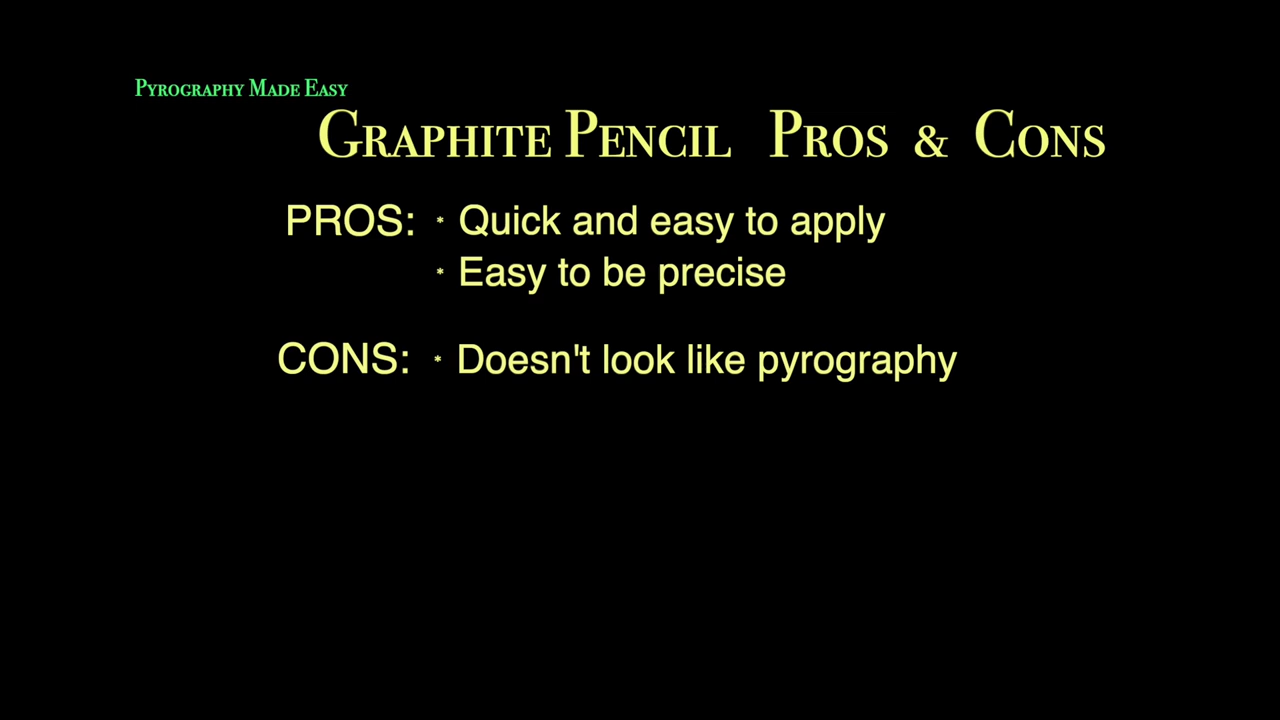 Pyrography Made Easy
Graphite Pencil Pros & Cons
PROS: * Quick and easy to apply
* Easy to be precise
CONS: * Doesn't look like pyrography